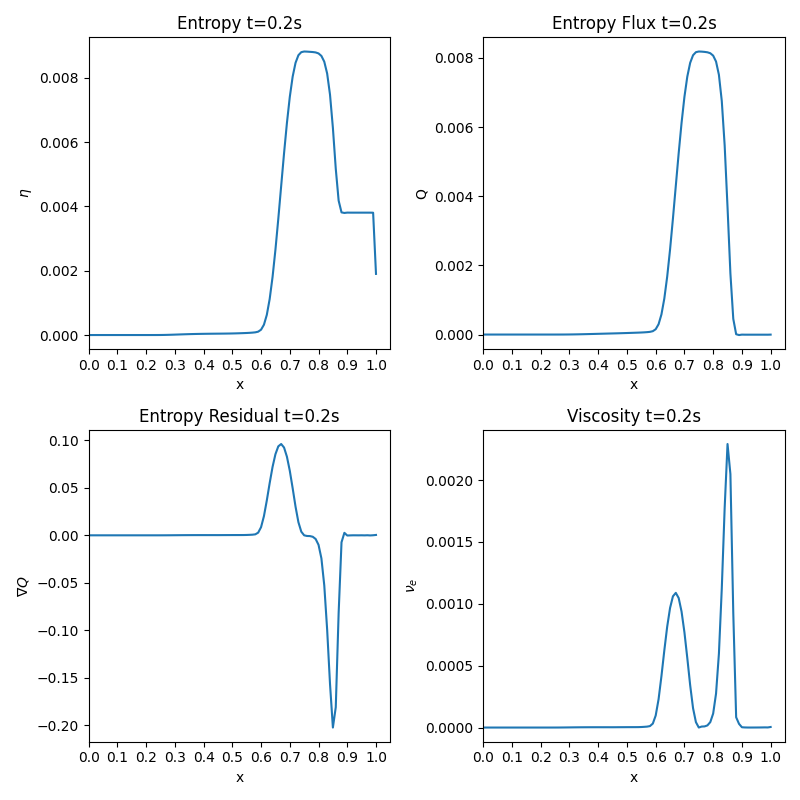 Entropy t=0.2s
0.008
0.006
0.004
0.002
0.000
η
0.0 0.1 0.2 0.3 0.4 0.5 0.6 0.7 0.8 0.9 1.0
x
Entropy Flux t=0.2s
0.008
0.006
0.004
0.002
0.000
Q
0.0 0.1 0.2 0.3 0.4 0.5 0.6 0.7 0.8 0.9 1.0
x
Entropy Residual t=0.2s
0.10
0.05
0.00
−0.05
−0.10
−0.15
−0.20
∇Q
0.0 0.1 0.2 0.3 0.4 0.5 0.6 0.7 0.8 0.9 1.0
x
Viscosity t=0.2s
0.0020
0.0015
0.0010
0.0005
0.0000
νₑ
0.0 0.1 0.2 0.3 0.4 0.5 0.6 0.7 0.8 0.9 1.0
x